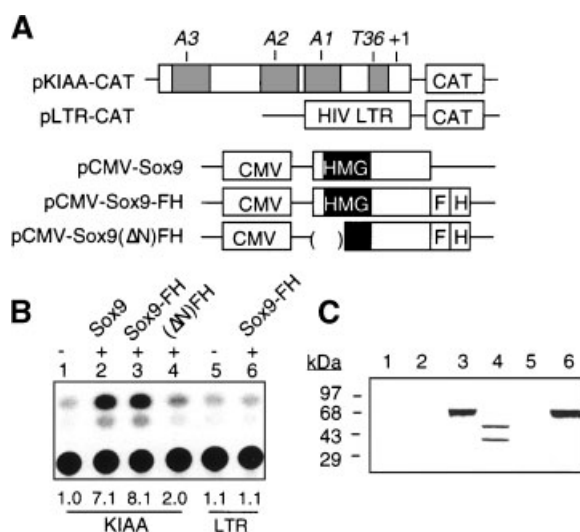 A
A3 A2 A1 T36 +1
pKIAA-CAT CAT
pLTR-CAT HIV LTR CAT
pCMV-Sox9 CMV HMG
pCMV-Sox9-FH CMV HMG F H
pCMV-Sox9(ΔN)FH CMV ( ) F H
B
Sox9 Sox9-FH (ΔN)FH Sox9-FH
- + + + - +
1 2 3 4 5 6
1.0 7.1 8.1 2.0 1.1 1.1
KIAA LTR
C
kDa 1 2 3 4 5 6
97
68
43
29